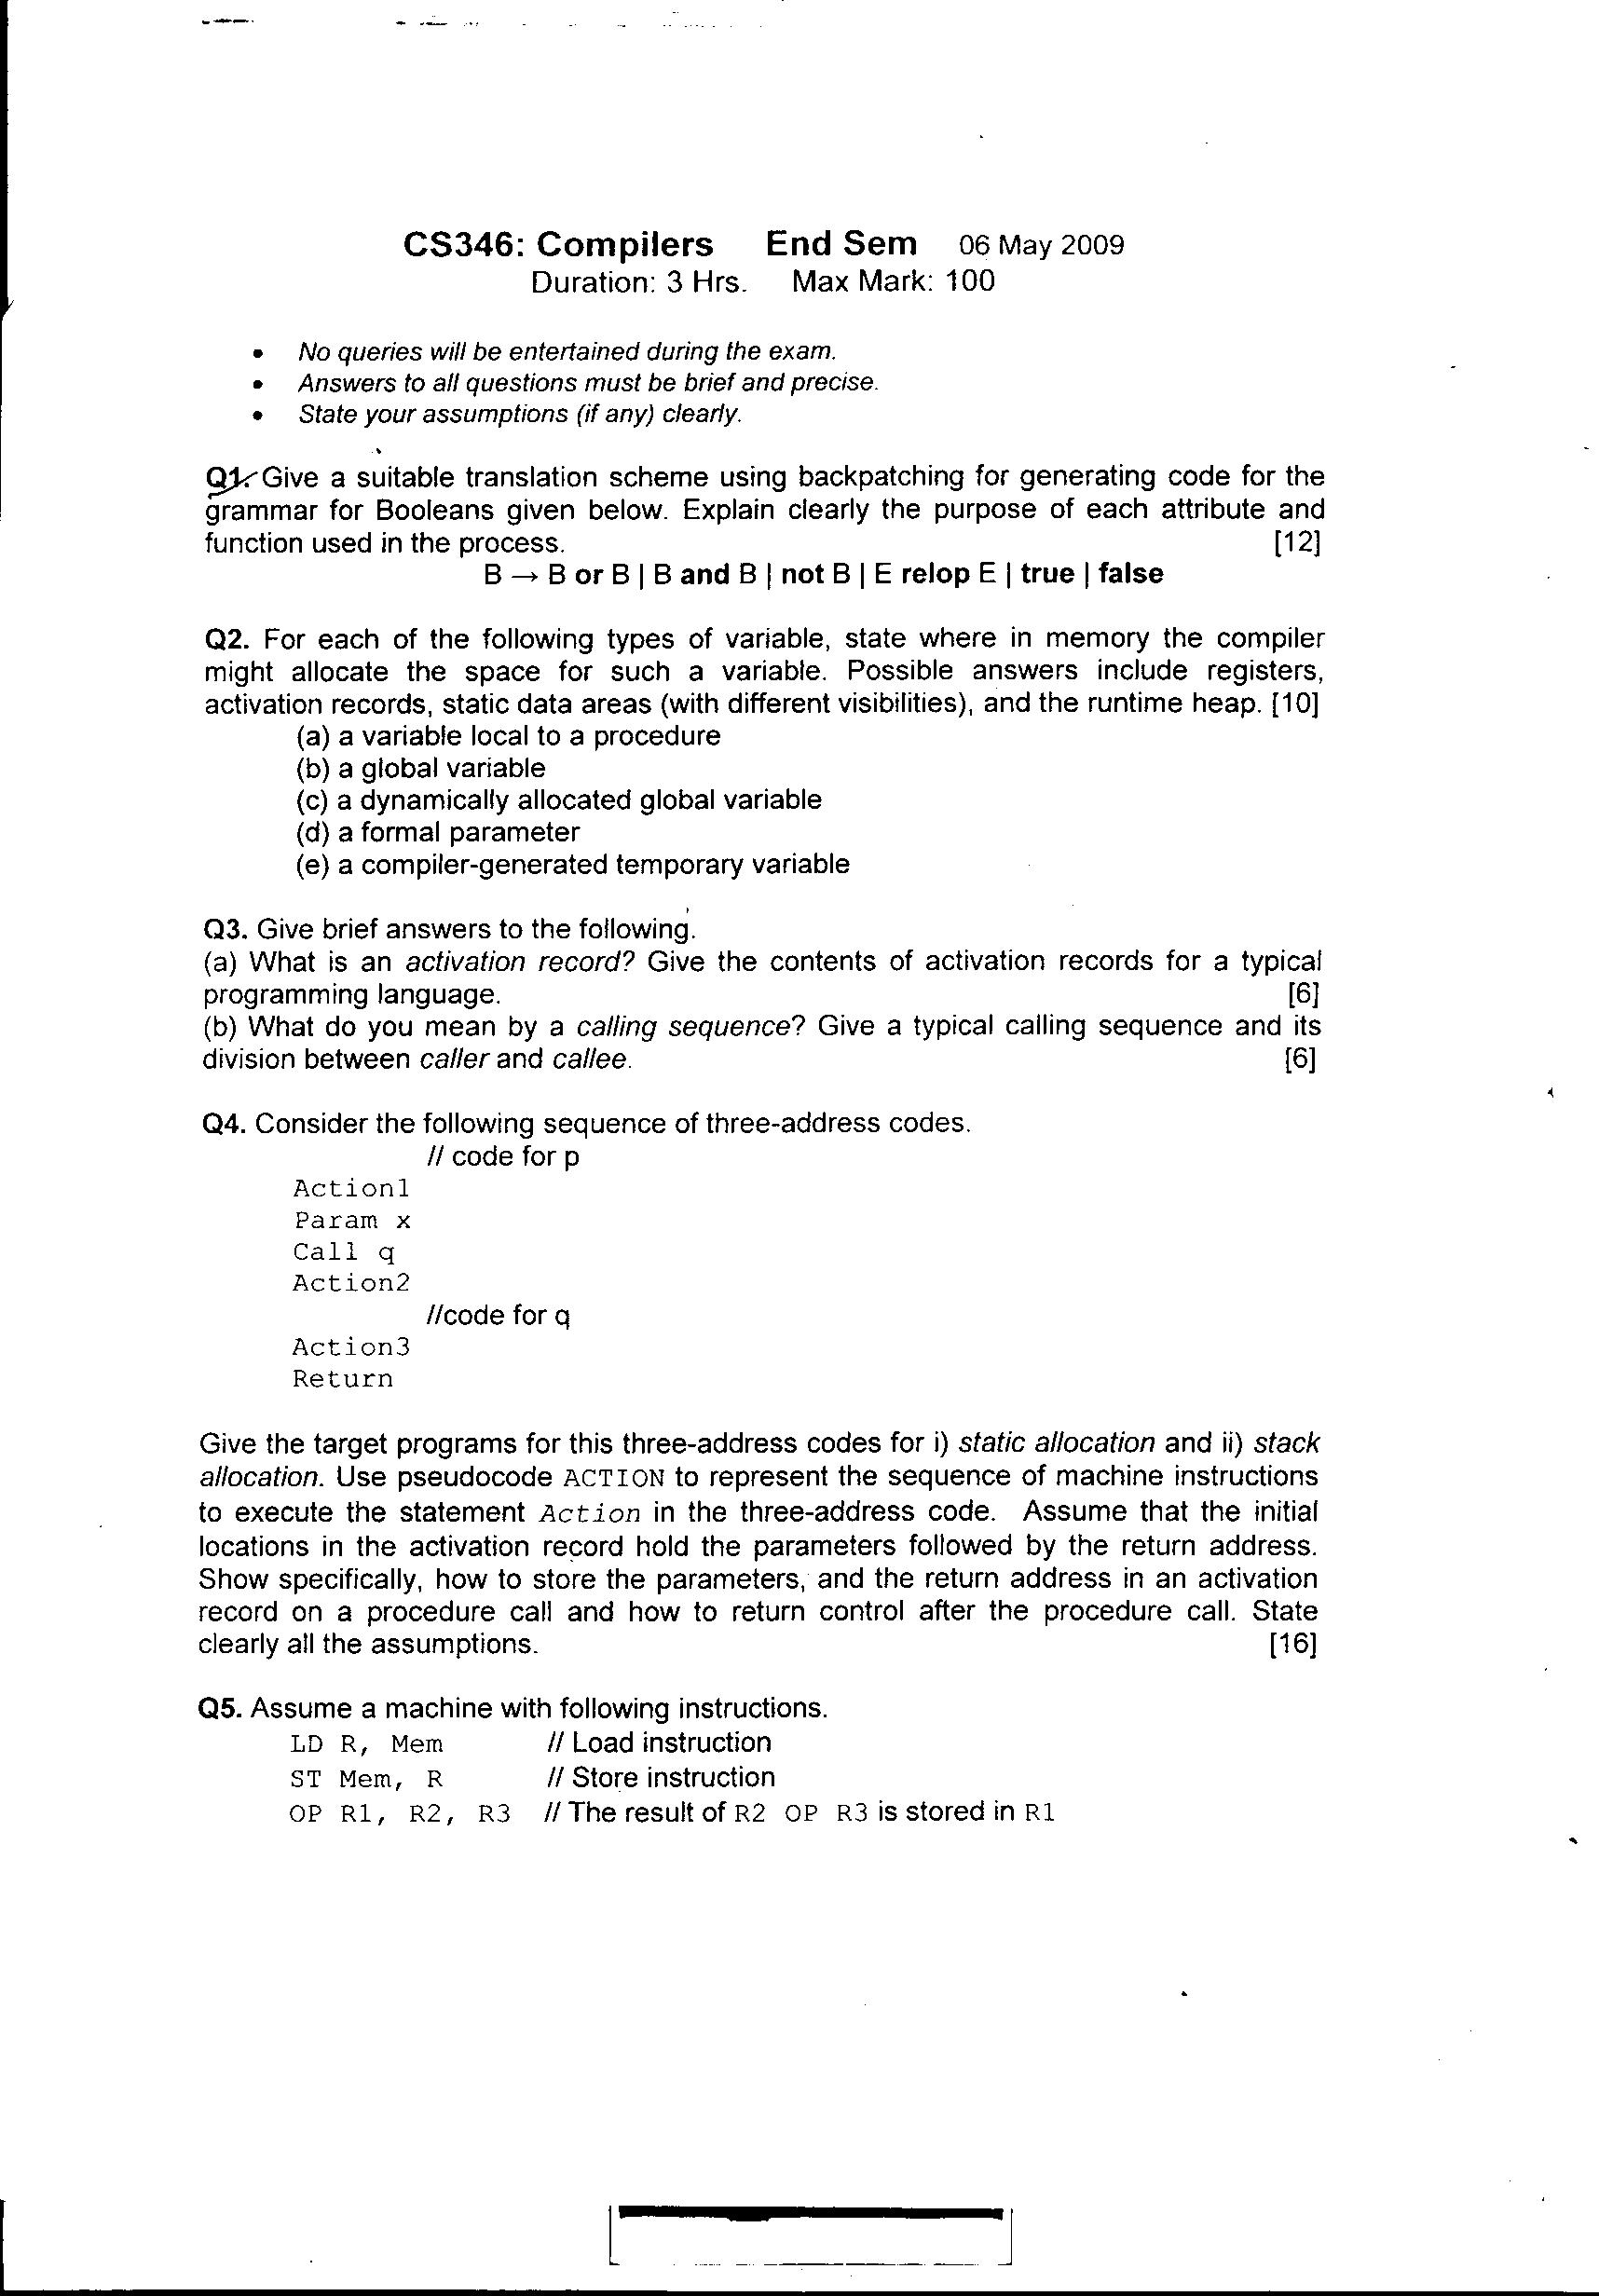 CS346: Compilers End Sem 06 May 2009
Duration: 3 Hrs. Max Mark: 100
• No queries will be entertained during the exam.
• Answers to all questions must be brief and precise.
• State your assumptions (if any) clearly.
Q1. Give a suitable translation scheme using backpatching for generating code for the
grammar for Booleans given below. Explain clearly the purpose of each attribute and
function used in the process. [12]
B → B or B | B and B | not B | E relop E | true | false
Q2. For each of the following types of variable, state where in memory the compiler
might allocate the space for such a variable. Possible answers include registers,
activation records, static data areas (with different visibilities), and the runtime heap. [10]
(a) a variable local to a procedure
(b) a global variable
(c) a dynamically allocated global variable
(d) a formal parameter
(e) a compiler-generated temporary variable
Q3. Give brief answers to the following.
(a) What is an activation record? Give the contents of activation records for a typical
programming language. [6]
(b) What do you mean by a calling sequence? Give a typical calling sequence and its
division between caller and callee. [6]
Q4. Consider the following sequence of three-address codes.
// code for p
Action1
Param x
Call q
Action2
//code for q
Action3
Return
Give the target programs for this three-address codes for i) static allocation and ii) stack
allocation. Use pseudocode ACTION to represent the sequence of machine instructions
to execute the statement Action in the three-address code. Assume that the initial
locations in the activation record hold the parameters followed by the return address.
Show specifically, how to store the parameters, and the return address in an activation
record on a procedure call and how to return control after the procedure call. State
clearly all the assumptions. [16]
Q5. Assume a machine with following instructions.
LD R, Mem // Load instruction
ST Mem, R // Store instruction
OP R1, R2, R3 // The result of R2 OP R3 is stored in R1